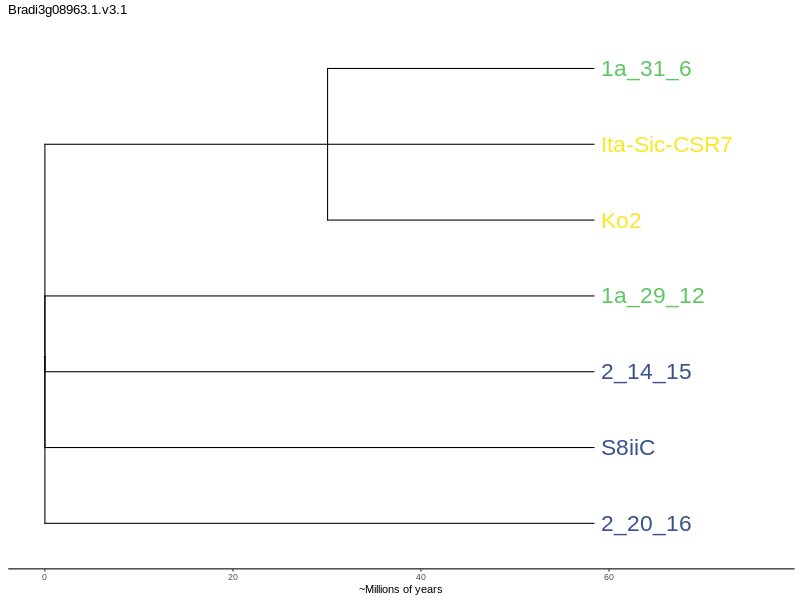 Bradi3g08963.1.v3.1
1a_31_6
Ita-Sic-CSR7
Ko2
1a_29_12
2_14_15
S8iiC
2_20_16
0 20 40 60
~Millions of years